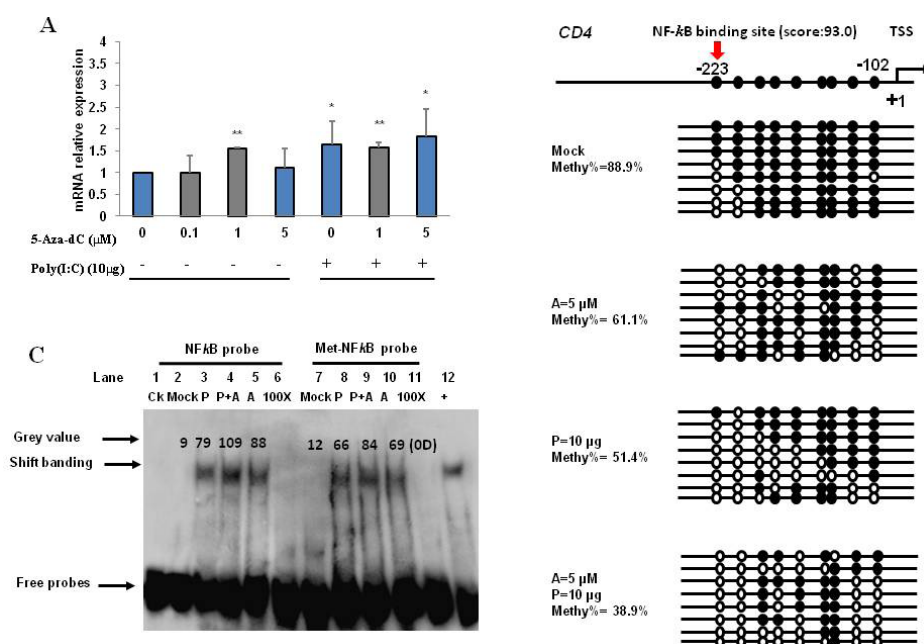 A
mRNA relative expression
4
3.5
3
2.5
2
1.5
1
0.5
0
** * ** *
5-Aza-dC (µM) 0 0.1 1 5 0 1 5
Poly(I:C) (10µg) - - - - + + +
CD4 NF-kB binding site (score:93.0) TSS
-223 -102
+1
Mock
Methy%=88.9%
A=5 µM
Methy%= 61.1%
P=10 µg
Methy%= 51.4%
A=5 µM
P=10 µg
Methy%= 38.9%
C
NFkB probe Met-NFkB probe
Lane 1 2 3 4 5 6 7 8 9 10 11 12
Ck Mock P P+A A 100X Mock P P+A A 100X +
Grey value 9 79 109 88 12 66 84 69 (OD)
Shift banding
Free probes